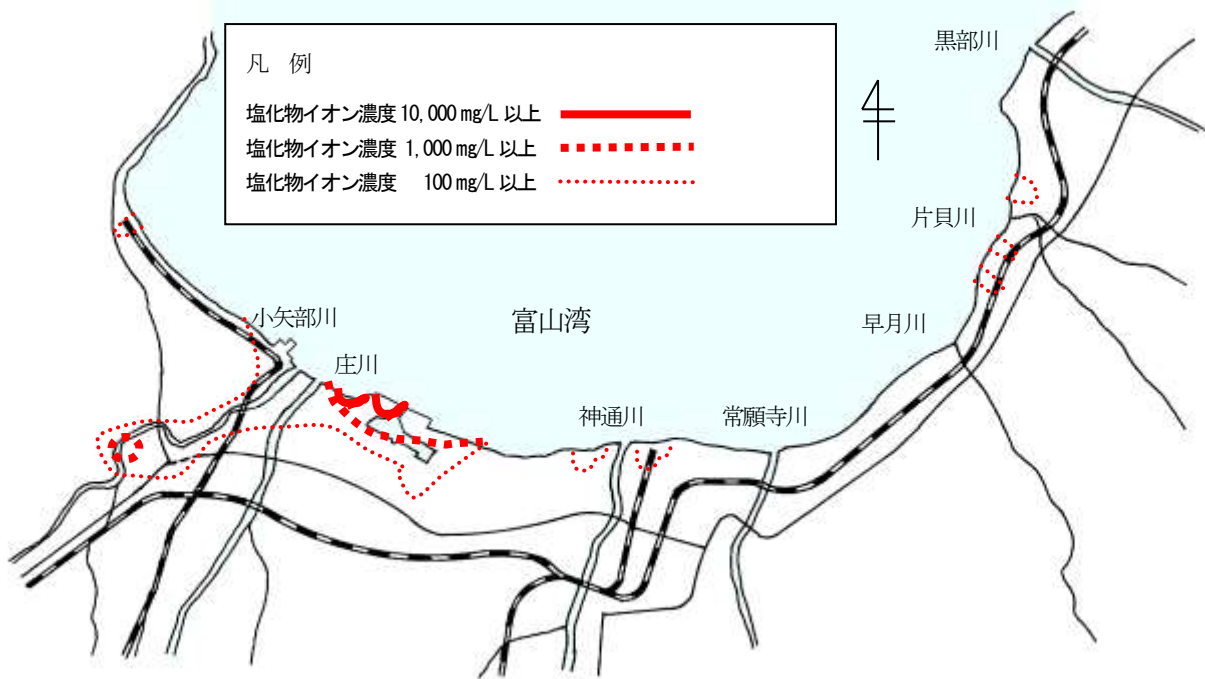 凡 例
塩化物イオン濃度 10,000 mg/L 以上
塩化物イオン濃度 1,000 mg/L 以上
塩化物イオン濃度 100 mg/L 以上
黒部川
片貝川
早月川
富山湾
小矢部川
庄川
神通川
常願寺川